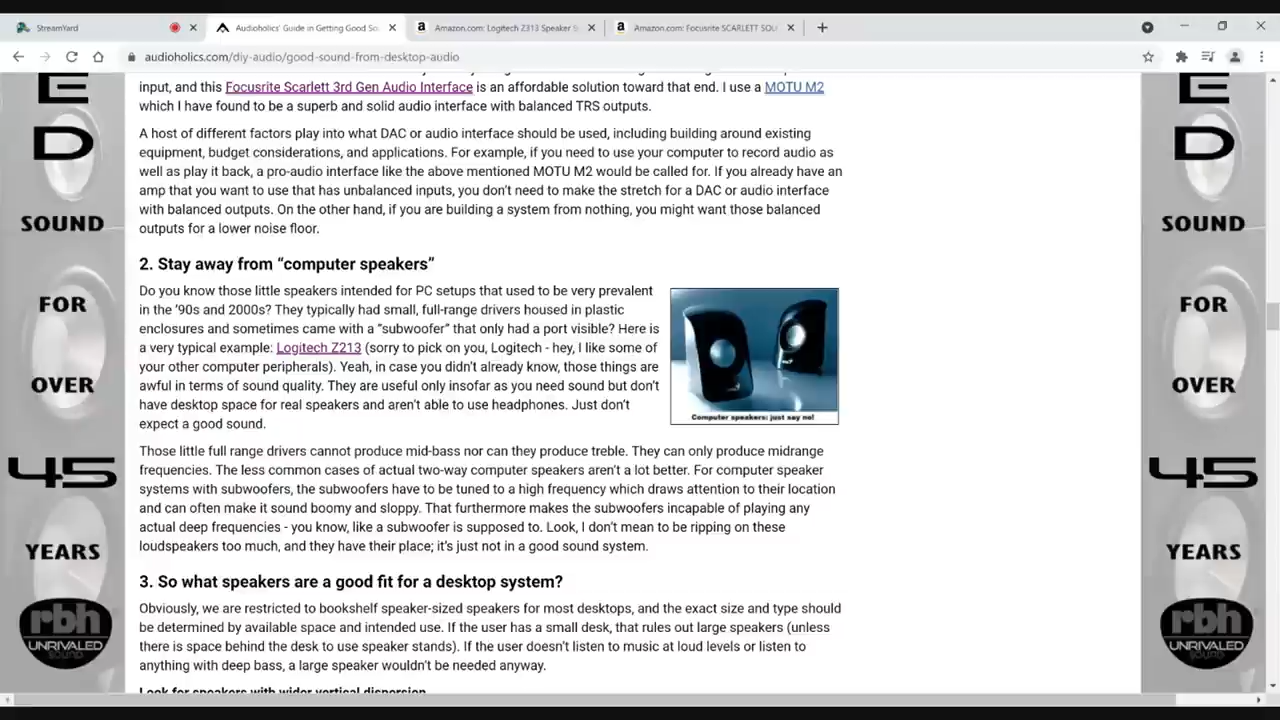 StreamYard
Audioholics' Guide in Getting Good So
Amazon.com: Logitech Z313 Speaker S
Amazon.com: Focusrite SCARLETT SOL
audioholics.com/diy-audio/good-sound-from-desktop-audio
input, and this Focusrite Scarlett 3rd Gen Audio Interface is an affordable solution toward that end. I use a MOTU M2
which I have found to be a superb and solid audio interface with balanced TRS outputs.
A host of different factors play into what DAC or audio interface should be used, including building around existing
equipment, budget considerations, and applications. For example, if you need to use your computer to record audio as
well as play it back, a pro-audio interface like the above mentioned MOTU M2 would be called for. If you already have an
amp that you want to use that has unbalanced inputs, you don't need to make the stretch for a DAC or audio interface
with balanced outputs. On the other hand, if you are building a system from nothing, you might want those balanced
outputs for a lower noise floor.
2. Stay away from “computer speakers”
Do you know those little speakers intended for PC setups that used to be very prevalent
in the '90s and 2000s? They typically had small, full-range drivers housed in plastic
enclosures and sometimes came with a “subwoofer” that only had a port visible? Here is
a very typical example: Logitech Z213 (sorry to pick on you, Logitech - hey, I like some of
your other computer peripherals). Yeah, in case you didn't already know, those things are
awful in terms of sound quality. They are useful only insofar as you need sound but don't
have desktop space for real speakers and aren't able to use headphones. Just don't
expect a good sound.
Computer speakers: just say no!
Those little full range drivers cannot produce mid-bass nor can they produce treble. They can only produce midrange
frequencies. The less common cases of actual two-way computer speakers aren't a lot better. For computer speaker
systems with subwoofers, the subwoofers have to be tuned to a high frequency which draws attention to their location
and can often make it sound boomy and sloppy. That furthermore makes the subwoofers incapable of playing any
actual deep frequencies - you know, like a subwoofer is supposed to. Look, I don't mean to be ripping on these
loudspeakers too much, and they have their place; it's just not in a good sound system.
3. So what speakers are a good fit for a desktop system?
Obviously, we are restricted to bookshelf speaker-sized speakers for most desktops, and the exact size and type should
be determined by available space and intended use. If the user has a small desk, that rules out large speakers (unless
there is space behind the desk to use speaker stands). If the user doesn't listen to music at loud levels or listen to
anything with deep bass, a large speaker wouldn't be needed anyway.
Look for speakers with wider vertical dispersion
E
D
SOUND
FOR
OVER
45
YEARS
rbh
UNRIVALED
SOUND
E
D
SOUND
FOR
OVER
45
YEARS
rbh
UNRIVALED
SOUND